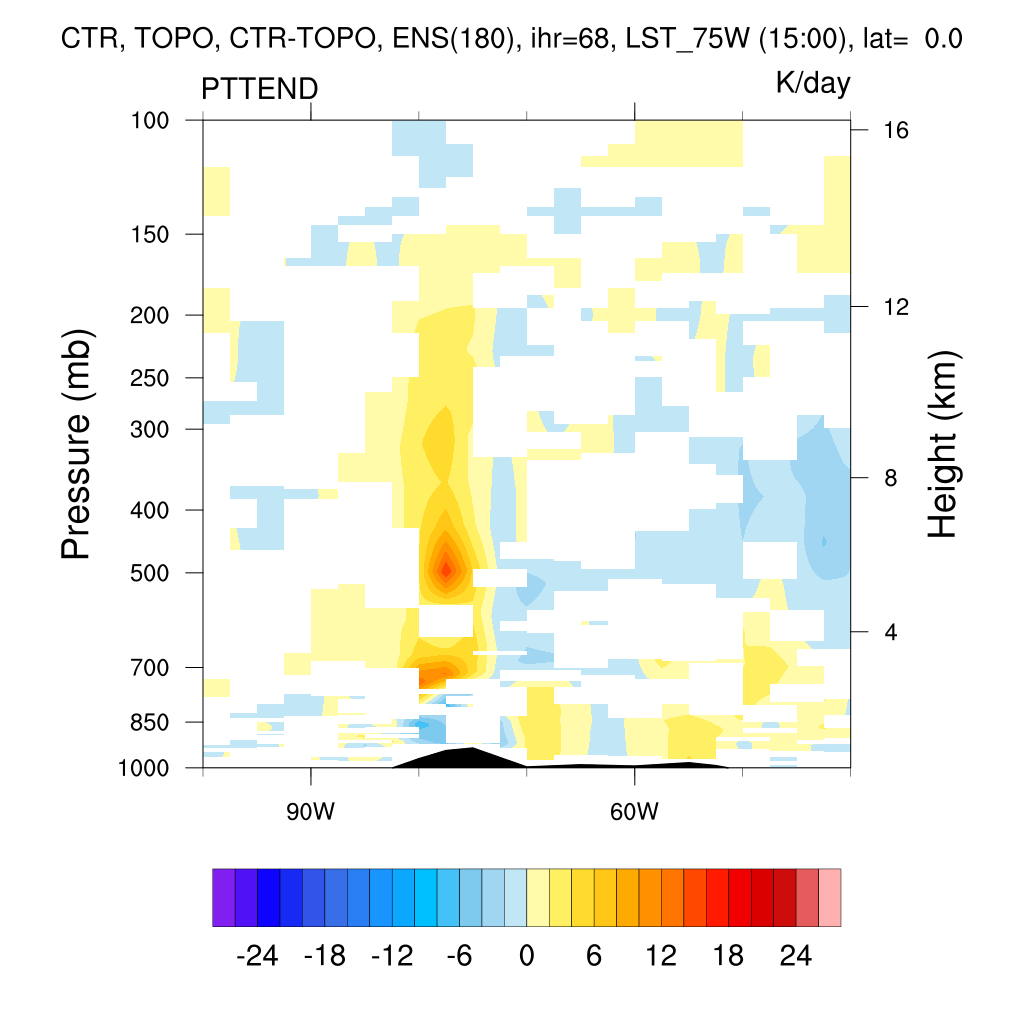 CTR, TOPO, CTR-TOPO, ENS(180), ihr=68, LST_75W (15:00), lat= 0.0
PTTEND
K/day
100
150
200
250
300
400
500
700
850
1000
Pressure (mb)
16
12
8
4
Height (km)
90W
60W
-24 -18 -12 -6 0 6 12 18 24